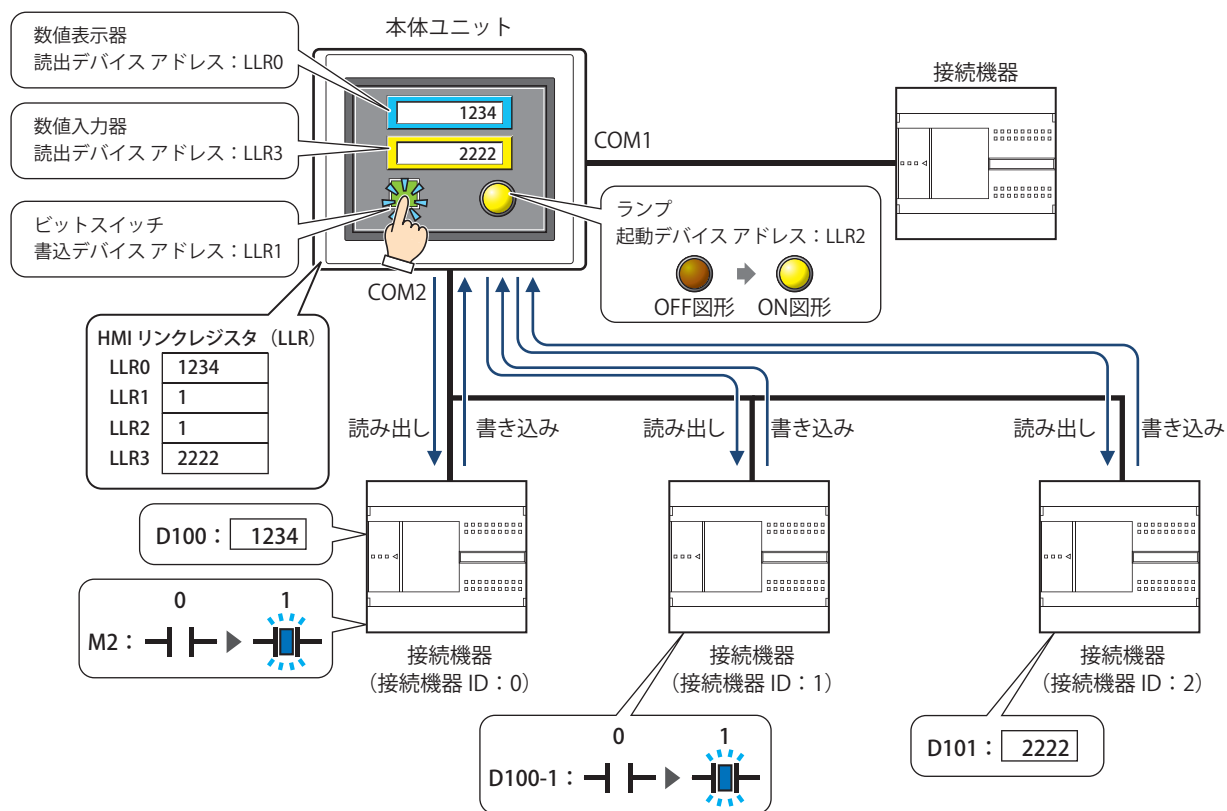 本体ユニット
数値表示器
読出デバイス アドレス：LLR0
数値入力器
読出デバイス アドレス：LLR3
ビットスイッチ
書込デバイス アドレス：LLR1
1234
2222
COM1
接続機器
ランプ
起動デバイス アドレス：LLR2
OFF図形
ON図形
COM2
HMI リンクレジスタ（LLR）
LLR0 1234
LLR1 1
LLR2 1
LLR3 2222
読み出し
書き込み
読み出し
書き込み
読み出し
書き込み
D100： 1234
0 1
M2：
接続機器
（接続機器 ID：0）
接続機器
（接続機器 ID：1）
接続機器
（接続機器 ID：2）
0 1
D100-1：
D101： 2222